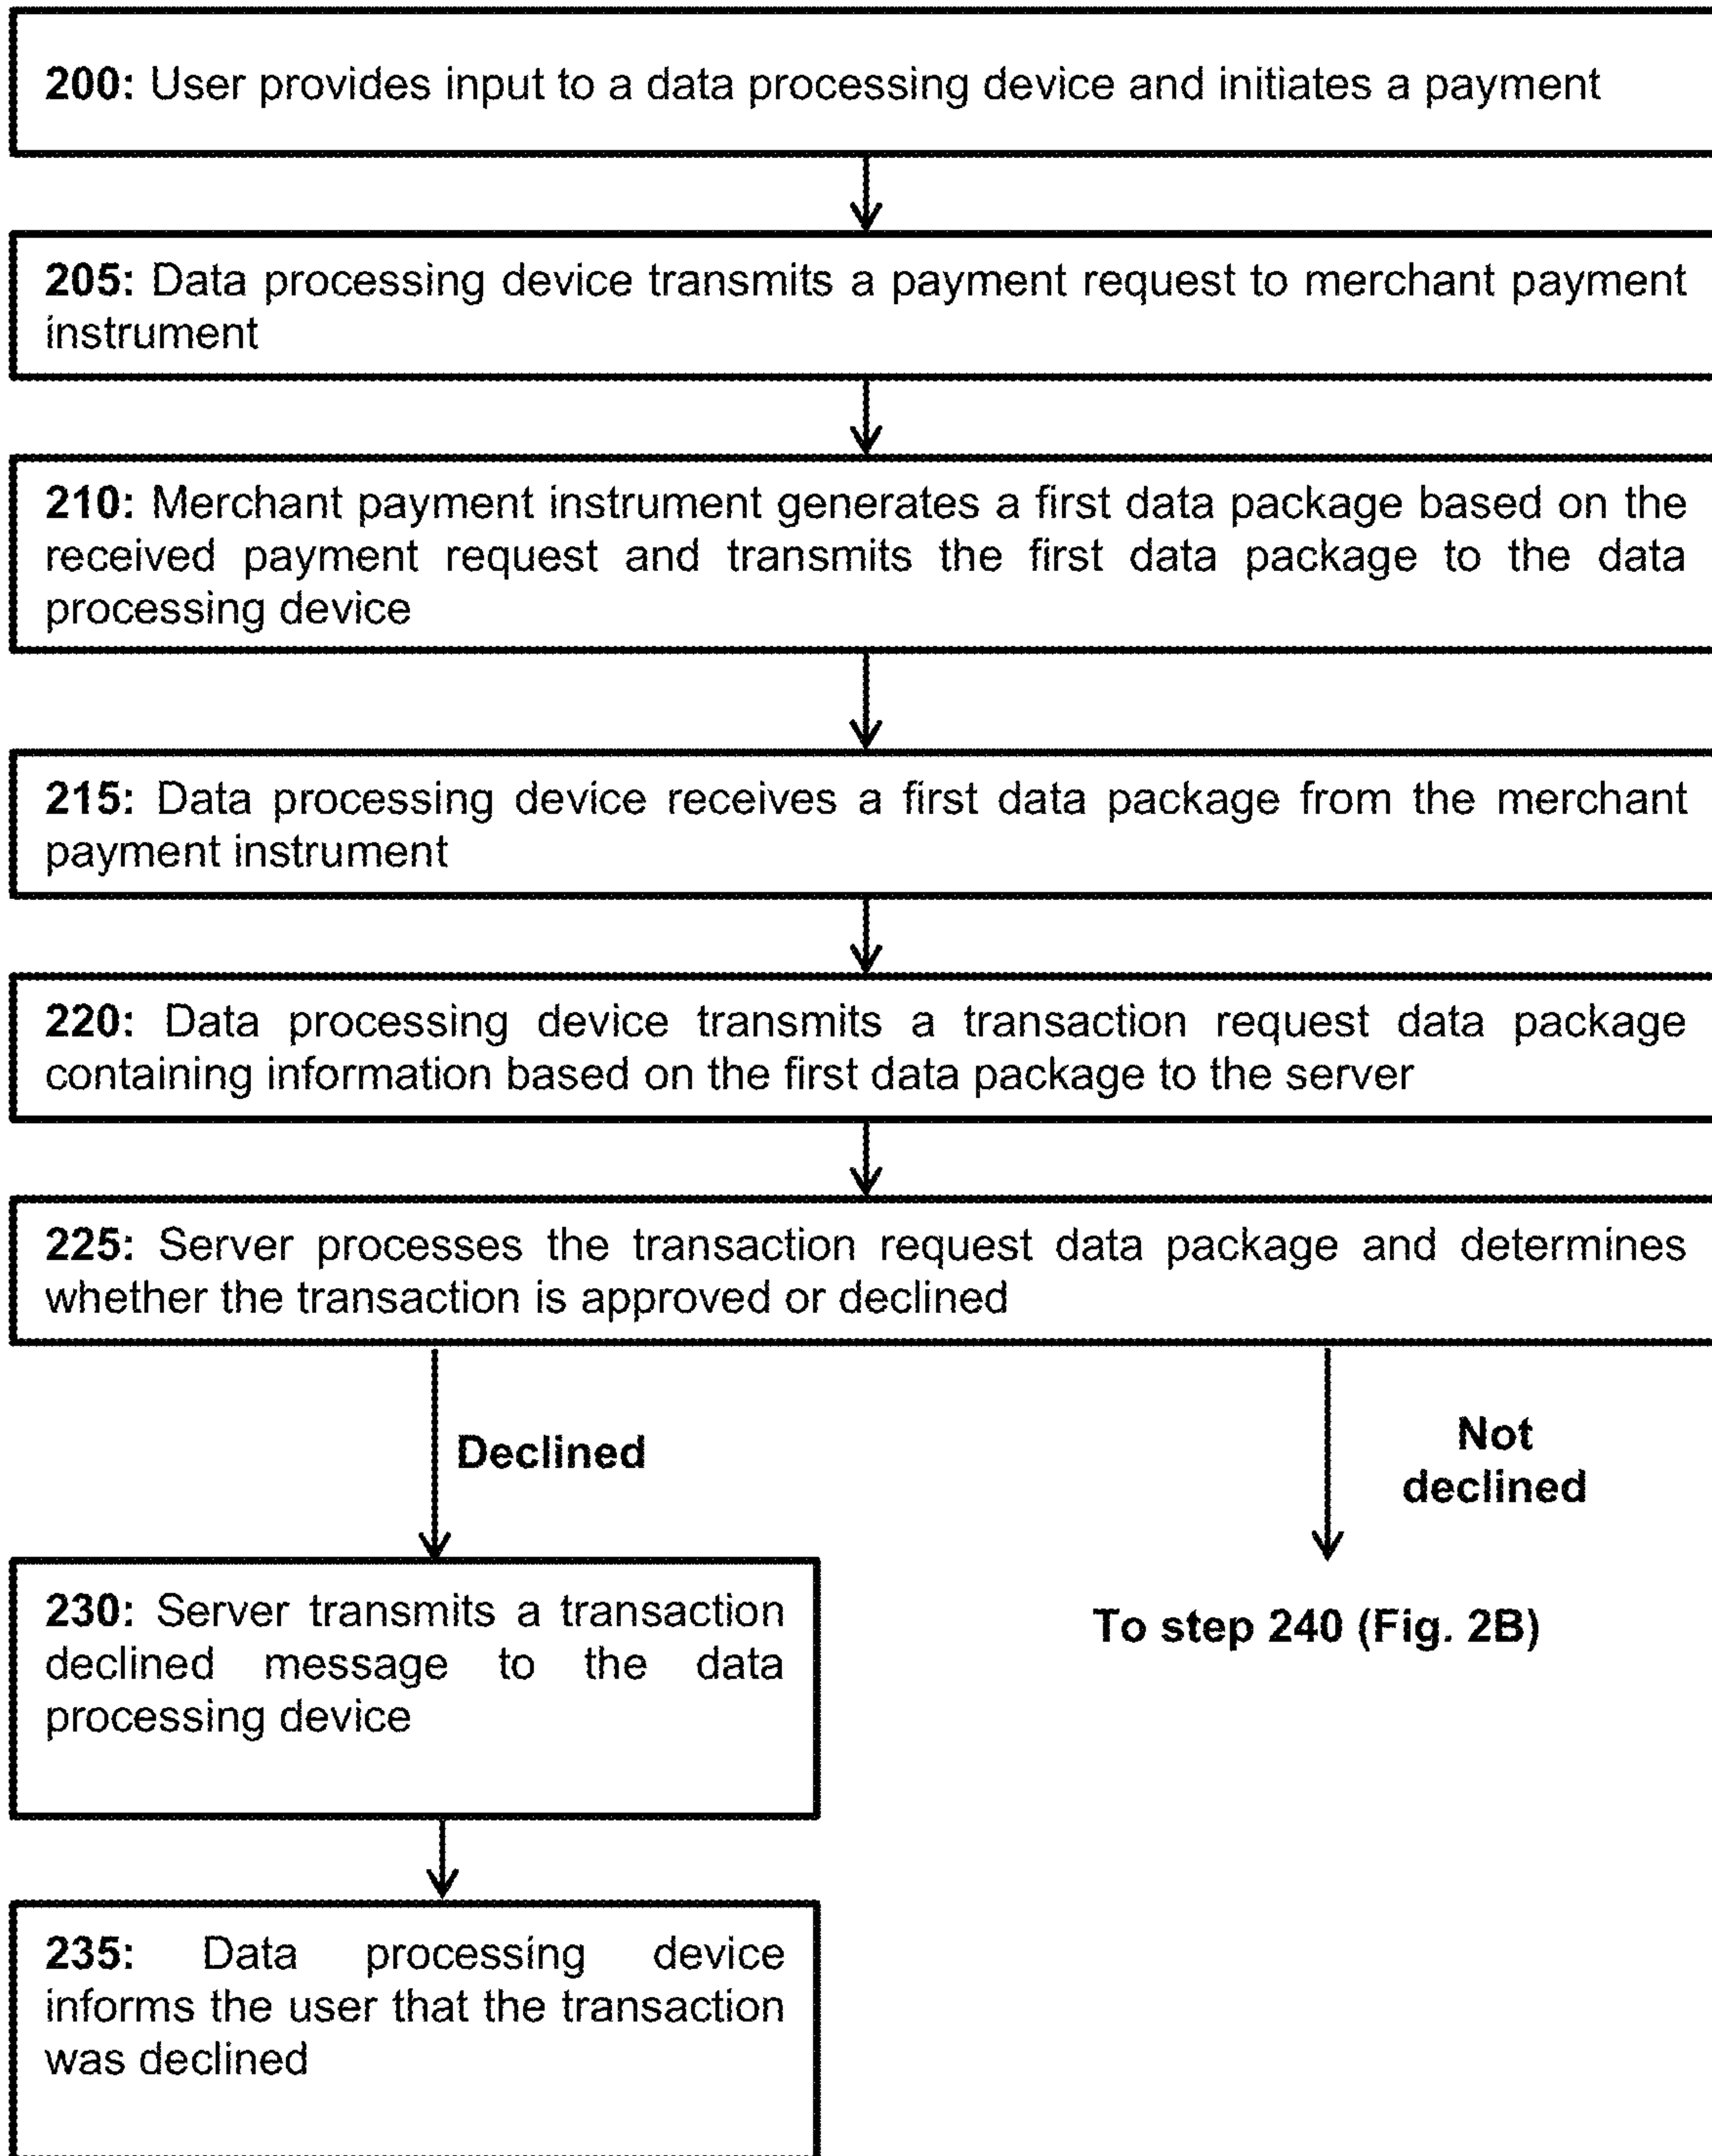 200: User provides input to a data processing device and initiates a payment
205: Data processing device transmits a payment request to merchant payment
instrument
210: Merchant payment instrument generates a first data package based on the
received payment request and transmits the first data package to the data
processing device
215: Data processing device receives a first data package from the merchant
payment instrument
220: Data processing device transmits a transaction request data package
containing information based on the first data package to the server
225: Server processes the transaction request data package and determines
whether the transaction is approved or declined
Declined
Not
declined
230: Server transmits a transaction
declined message to the data
processing device
To step 240 (Fig. 2B)
235: Data processing device
informs the user that the transaction
was declined